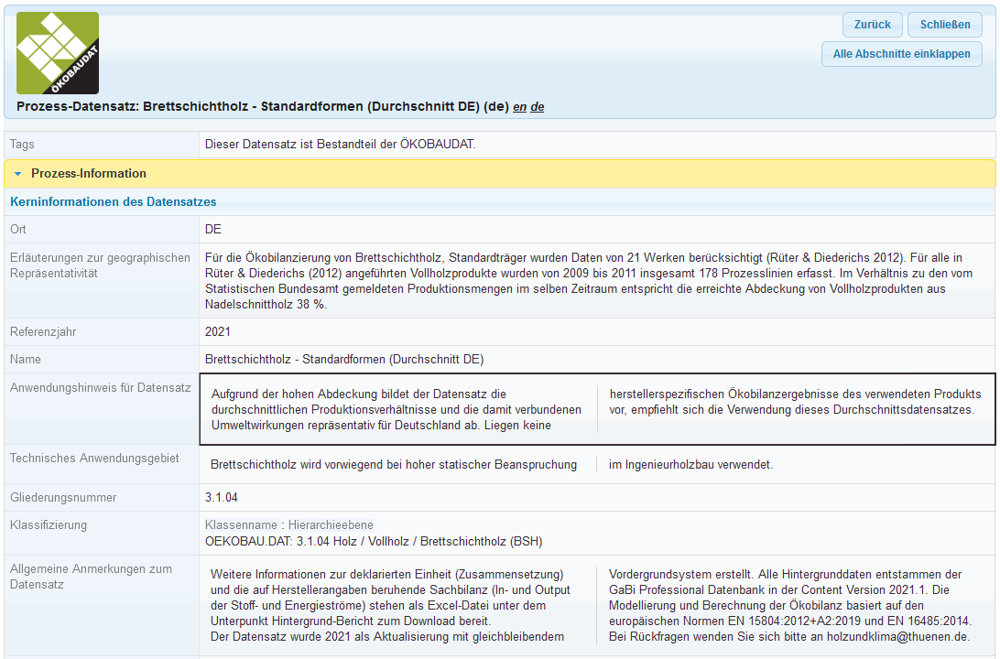 Zurück
Schließen
Alle Abschnitte einklappen
ÖKOBAUDAT
Prozess-Datensatz: Brettschichtholz - Standardformen (Durchschnitt DE) (de) en de
Tags
Dieser Datensatz ist Bestandteil der ÖKOBAUDAT.
Prozess-Information
Kerninformationen des Datensatzes
Ort
DE
Erläuterungen zur geographischen
Repräsentativität
Für die Ökobilanzierung von Brettschichtholz, Standardträger wurden Daten von 21 Werken berücksichtigt (Rüter & Diederichs 2012). Für alle in
Rüter & Diederichs (2012) angeführten Vollholzprodukte wurden von 2009 bis 2011 insgesamt 178 Prozesslinien erfasst. Im Verhältnis zu den vom
Statistischen Bundesamt gemeldeten Produktionsmengen im selben Zeitraum entspricht die erreichte Abdeckung von Vollholzprodukten aus
Nadelschnittholz 38 %.
Referenzjahr
2021
Name
Brettschichtholz - Standardformen (Durchschnitt DE)
Anwendungshinweis für Datensatz
Aufgrund der hohen Abdeckung bildet der Datensatz die
durchschnittlichen Produktionsverhältnisse und die damit verbundenen
Umweltwirkungen repräsentativ für Deutschland ab. Liegen keine
herstellerspezifischen Ökobilanzergebnisse des verwendeten Produkts
vor, empfiehlt sich die Verwendung dieses Durchschnittsdatensatzes.
Technisches Anwendungsgebiet
Brettschichtholz wird vorwiegend bei hoher statischer Beanspruchung
im Ingenieurholzbau verwendet.
Gliederungsnummer
3.1.04
Klassifizierung
Klassenname : Hierarchieebene
OEKOBAU.DAT: 3.1.04 Holz / Vollholz / Brettschichtholz (BSH)
Allgemeine Anmerkungen zum
Datensatz
Weitere Informationen zur deklarierten Einheit (Zusammensetzung)
und die auf Herstellerangaben beruhende Sachbilanz (In- und Output
der Stoff- und Energieströme) stehen als Excel-Datei unter dem
Unterpunkt Hintergrund-Bericht zum Download bereit.
Der Datensatz wurde 2021 als Aktualisierung mit gleichbleibendem
Vordergrundsystem erstellt. Alle Hintergrunddaten entstammen der
GaBi Professional Datenbank in der Content Version 2021.1. Die
Modellierung und Berechnung der Ökobilanz basiert auf den
europäischen Normen EN 15804:2012+A2:2019 und EN 16485:2014.
Bei Rückfragen wenden Sie sich bitte an holzundklima@thuenen.de.